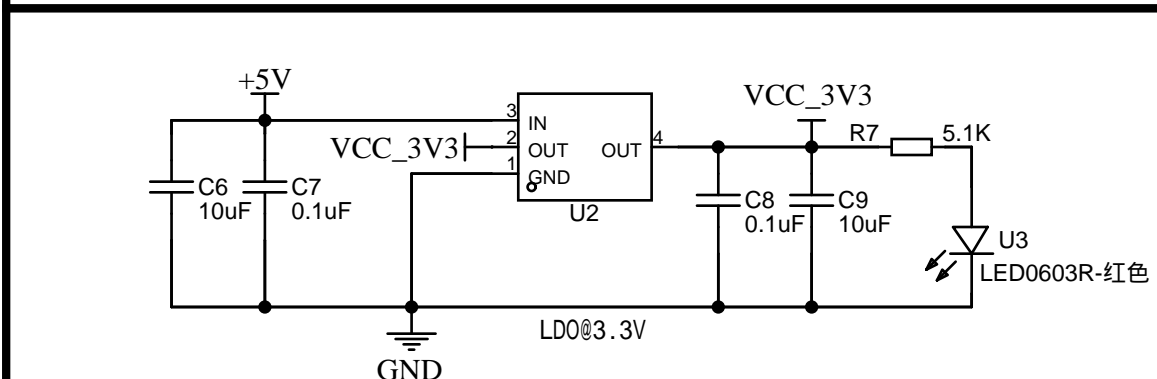 +5V
VCC_3V3
3
IN
R7
5.1K
VCC_3V3
2
OUT
OUT
4
1
GND
C6
10uF
C7
0.1uF
U2
C8
0.1uF
C9
10uF
U3
LED0603R-红色
LDO@3.3V
GND